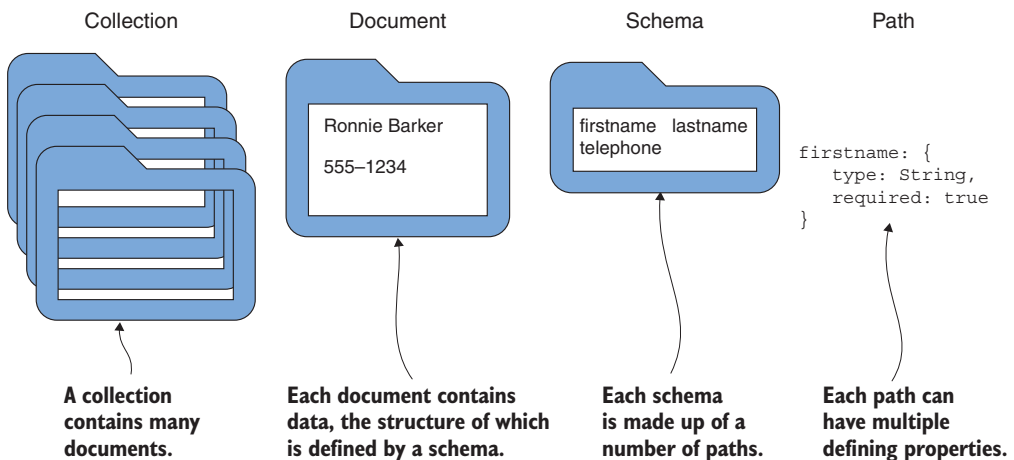 Collection
Document
Schema
Path
Ronnie Barker
555–1234
firstname lastname
telephone
firstname: {
   type: String,
   required: true
}
A collection
contains many
documents.
Each document contains
data, the structure of which
is defined by a schema.
Each schema
is made up of a
number of paths.
Each path can
have multiple
defining properties.